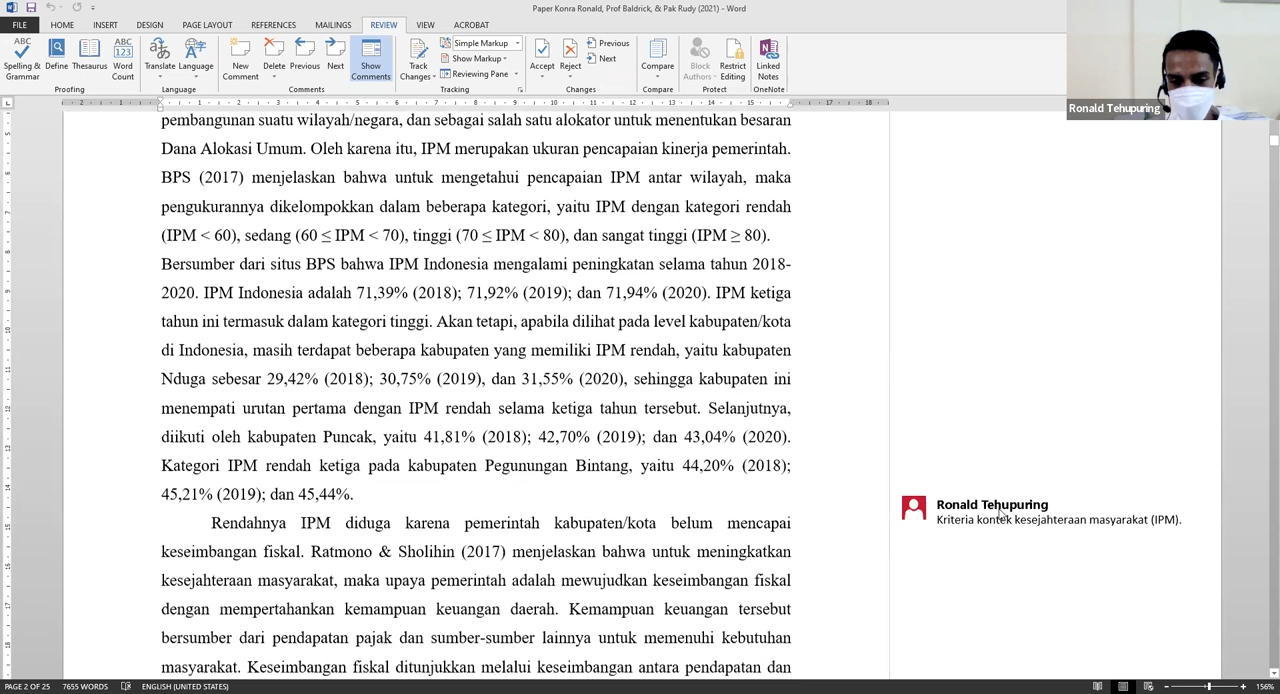 Paper Konra Ronald, Prof Baldrick, & Pak Rudy (2021) - Word
FILE HOME INSERT DESIGN PAGE LAYOUT REFERENCES MAILINGS REVIEW VIEW ACROBAT
Spelling & Grammar
Define
Thesaurus
Word Count
Proofing
Translate
Language
Language
New Comment
Delete
Previous
Next
Show Comments
Comments
Track Changes
Simple Markup
Show Markup
Reviewing Pane
Tracking
Accept
Reject
Previous
Next
Changes
Compare
Compare
Block Authors
Restrict Editing
Protect
Linked Notes
OneNote
Ronald Tehupuring
pembangunan suatu wilayah/negara, dan sebagai salah satu alokator untuk menentukan besaran
Dana Alokasi Umum. Oleh karena itu, IPM merupakan ukuran pencapaian kinerja pemerintah.
BPS (2017) menjelaskan bahwa untuk mengetahui pencapaian IPM antar wilayah, maka
pengukurannya dikelompokkan dalam beberapa kategori, yaitu IPM dengan kategori rendah
(IPM < 60), sedang (60 ≤ IPM < 70), tinggi (70 ≤ IPM < 80), dan sangat tinggi (IPM ≥ 80).
Bersumber dari situs BPS bahwa IPM Indonesia mengalami peningkatan selama tahun 2018-
2020. IPM Indonesia adalah 71,39% (2018); 71,92% (2019); dan 71,94% (2020). IPM ketiga
tahun ini termasuk dalam kategori tinggi. Akan tetapi, apabila dilihat pada level kabupaten/kota
di Indonesia, masih terdapat beberapa kabupaten yang memiliki IPM rendah, yaitu kabupaten
Nduga sebesar 29,42% (2018); 30,75% (2019), dan 31,55% (2020), sehingga kabupaten ini
menempati urutan pertama dengan IPM rendah selama ketiga tahun tersebut. Selanjutnya,
diikuti oleh kabupaten Puncak, yaitu 41,81% (2018); 42,70% (2019); dan 43,04% (2020).
Kategori IPM rendah ketiga pada kabupaten Pegunungan Bintang, yaitu 44,20% (2018);
45,21% (2019); dan 45,44%.
Rendahnya IPM diduga karena pemerintah kabupaten/kota belum mencapai
keseimbangan fiskal. Ratmono & Sholihin (2017) menjelaskan bahwa untuk meningkatkan
kesejahteraan masyarakat, maka upaya pemerintah adalah mewujudkan keseimbangan fiskal
dengan mempertahankan kemampuan keuangan daerah. Kemampuan keuangan tersebut
bersumber dari pendapatan pajak dan sumber-sumber lainnya untuk memenuhi kebutuhan
masyarakat. Keseimbangan fiskal ditunjukkan melalui keseimbangan antara pendapatan dan
Ronald Tehupuring
Kriteria kontek kesejahteraan masyarakat (IPM).
PAGE 2 OF 25 7655 WORDS ENGLISH (UNITED STATES) 156%